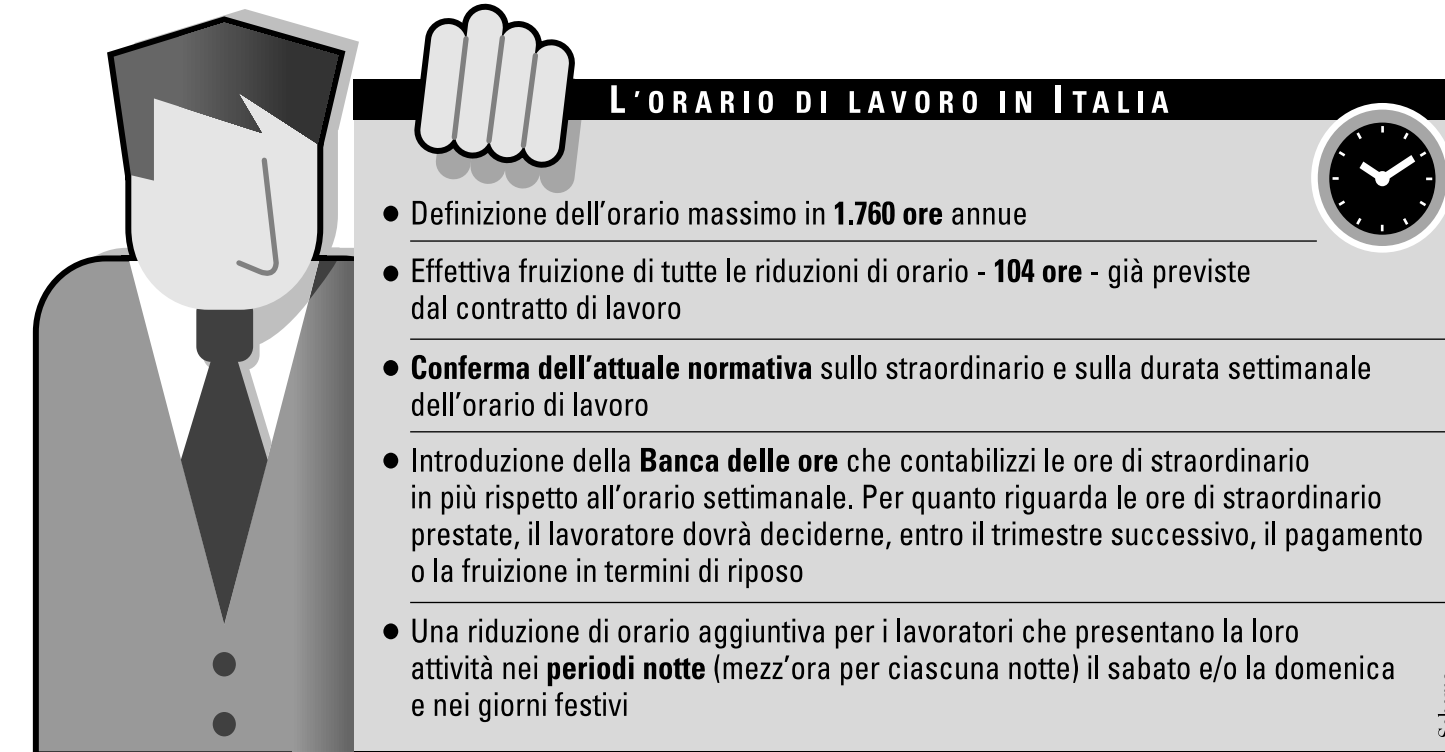 L'ORARIO DI LAVORO IN ITALIA
● Definizione dell'orario massimo in 1.760 ore annue
● Effettiva fruizione di tutte le riduzioni di orario - 104 ore - già previste
dal contratto di lavoro
● Conferma dell'attuale normativa sullo straordinario e sulla durata settimanale
dell'orario di lavoro
● Introduzione della Banca delle ore che contabilizzi le ore di straordinario
in più rispetto all'orario settimanale. Per quanto riguarda le ore di straordinario
prestate, il lavoratore dovrà deciderne, entro il trimestre successivo, il pagamento
o la fruizione in termini di riposo
● Una riduzione di orario aggiuntiva per i lavoratori che presentano la loro
attività nei periodi notte (mezz'ora per ciascuna notte) il sabato e/o la domenica
e nei giorni festivi